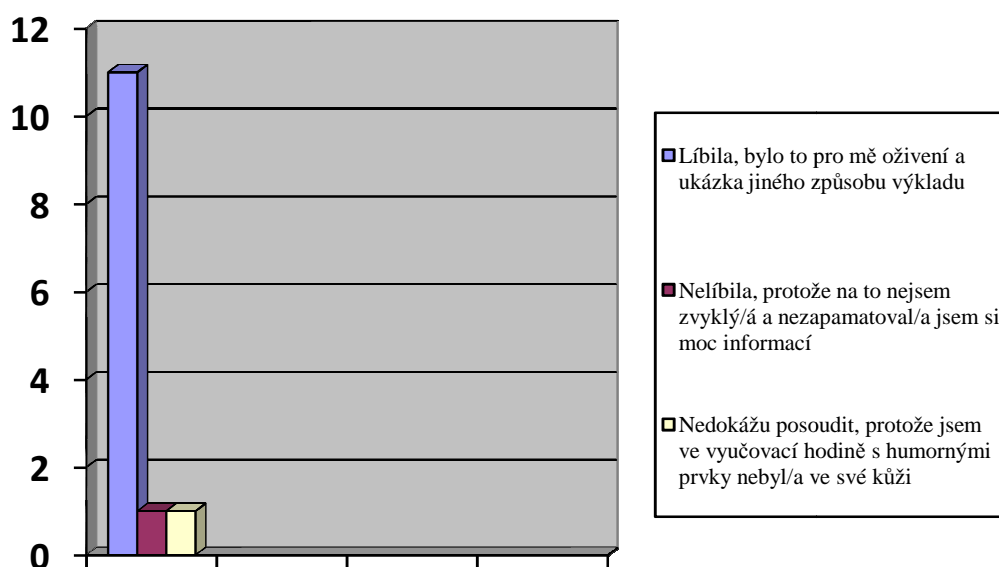 12
10
8
6
4
2
0
Líbila, bylo to pro mě oživení a
ukázka jiného způsobu výkladu
Nelíbila, protože na to nejsem
zvyklý/á a nezapamatoval/a jsem si
moc informací
Nedokážu posoudit, protože jsem
ve vyučovací hodině s humornými
prvky nebyl/a ve své kůži